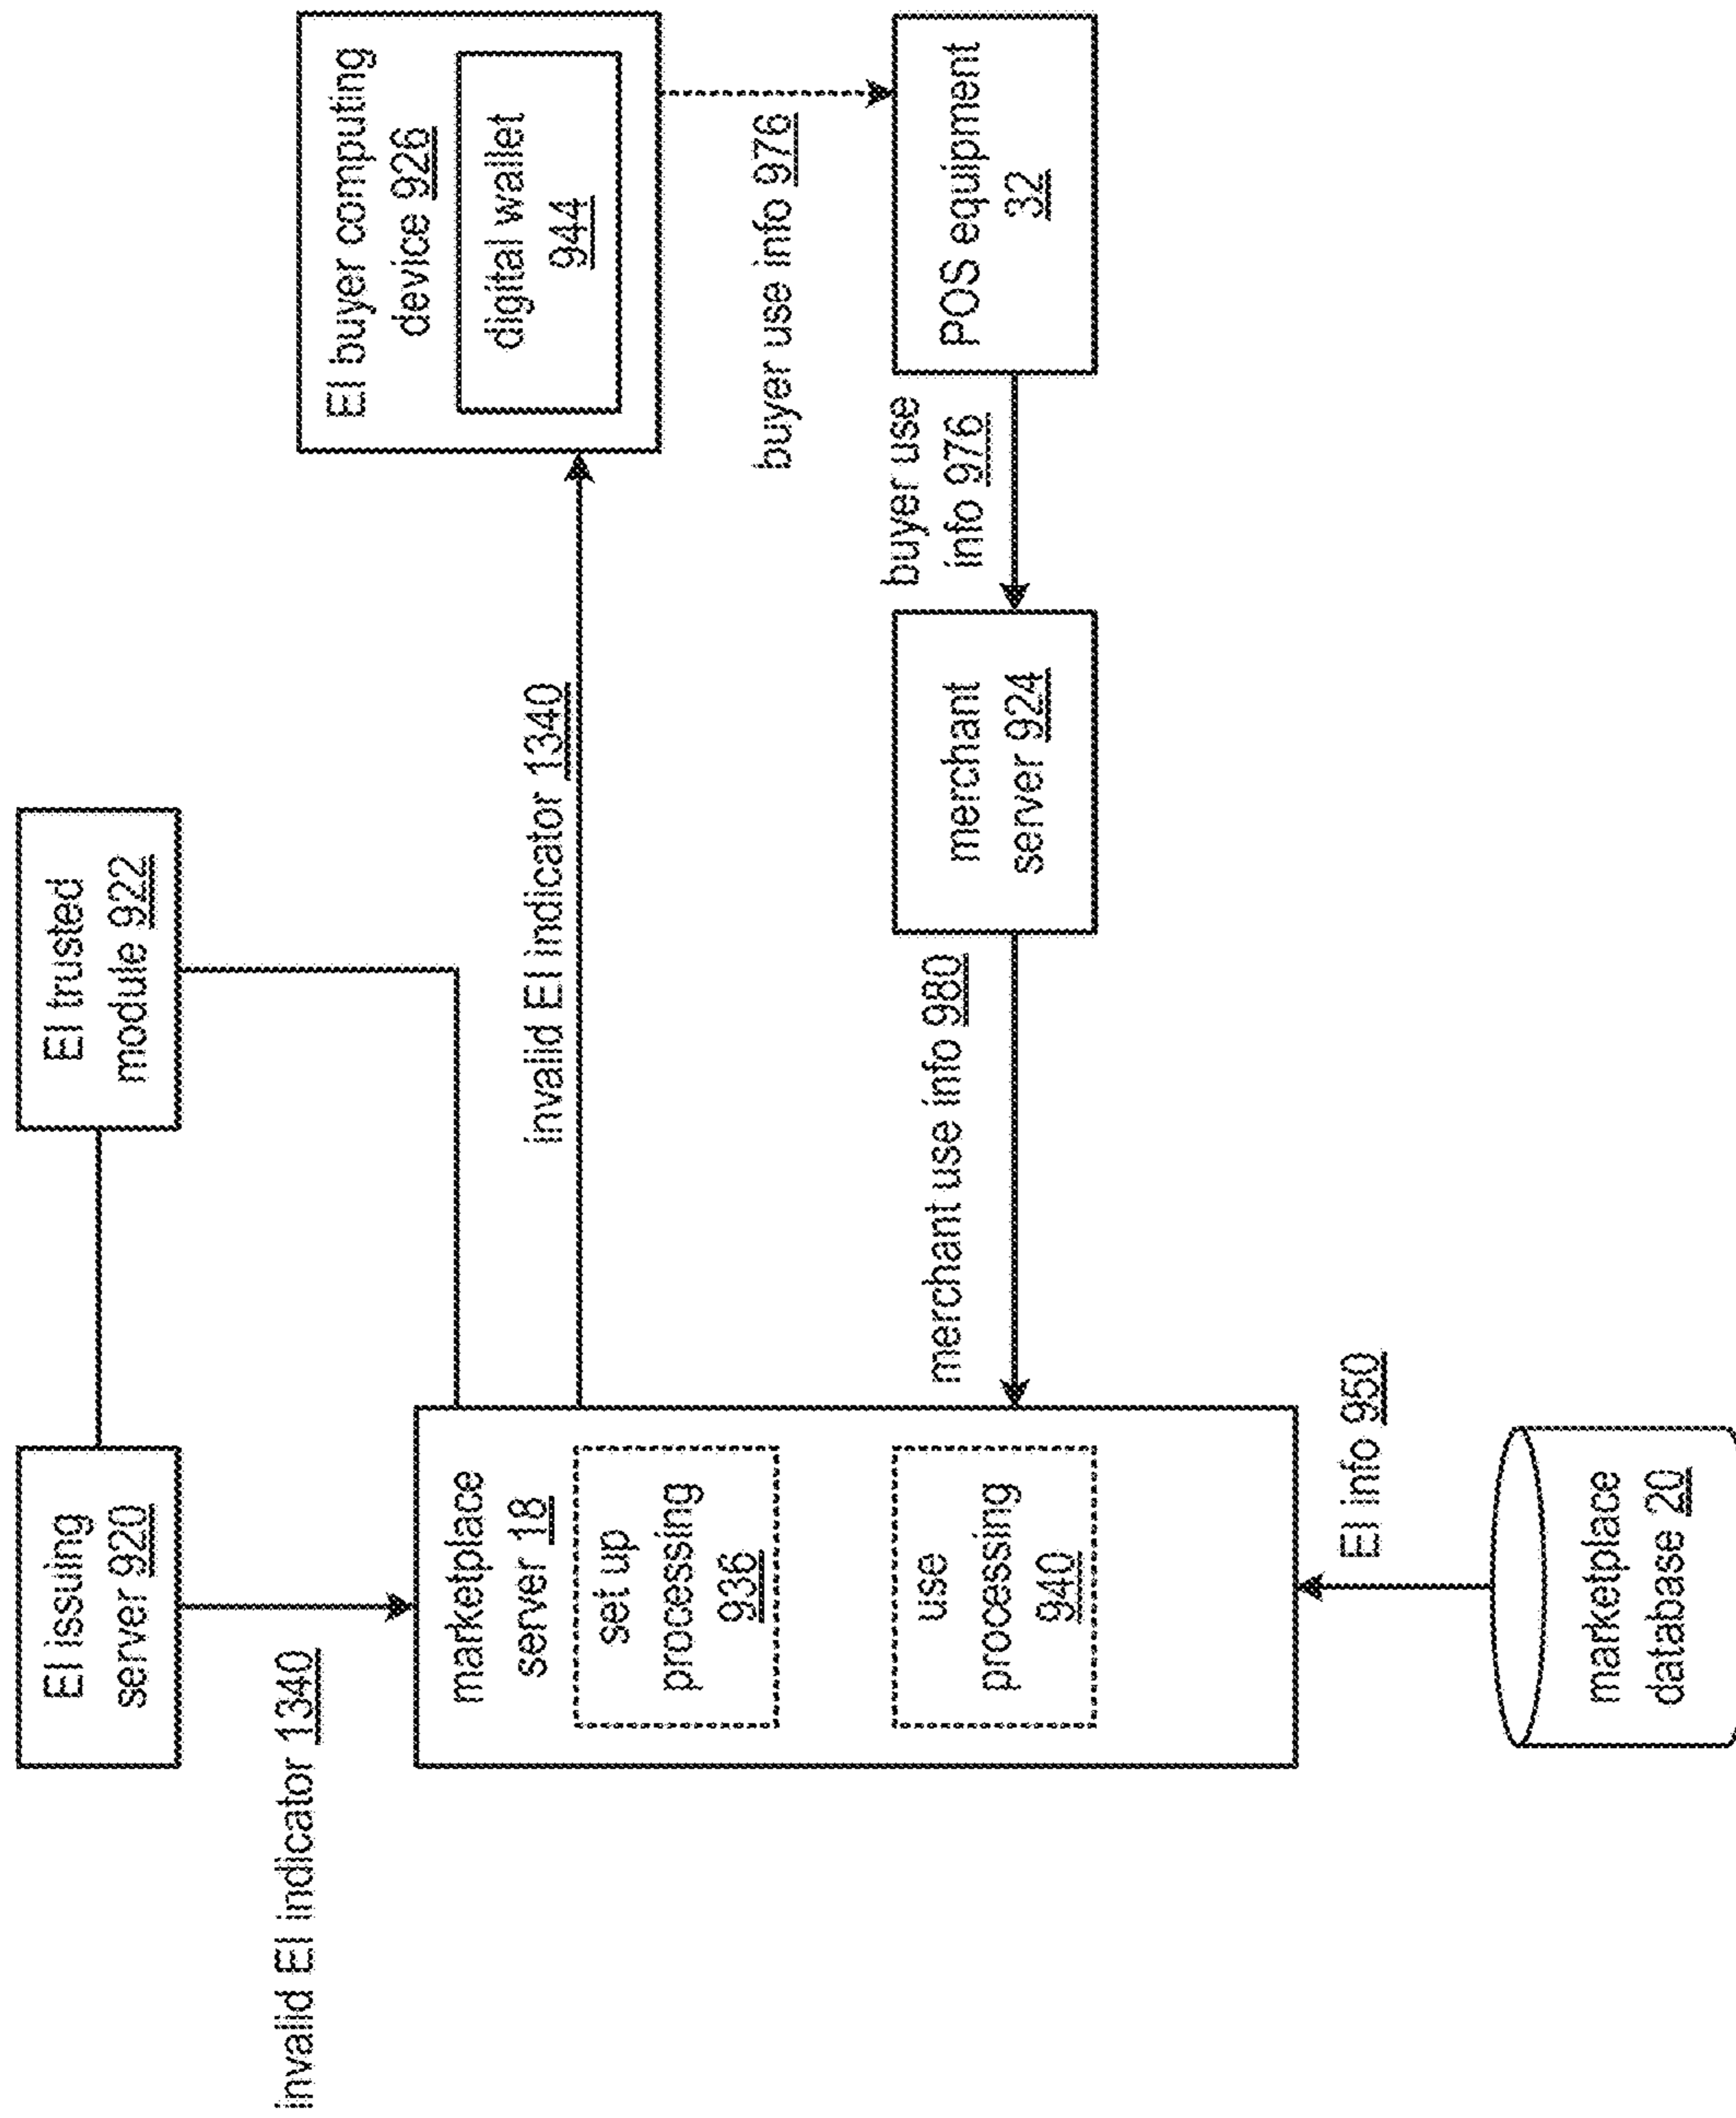 EI issuing
server 920
EI trusted
module 922
invalid EI indicator 1340
marketplace
server 18
set up
processing
936
use
processing
940
invalid EI indicator 1340
EI buyer computing
device 926
digital wallet
944
buyer use info 976
merchant use info 980
merchant
server 924
buyer use
info 976
POS equipment
32
EI info 950
marketplace
database 20